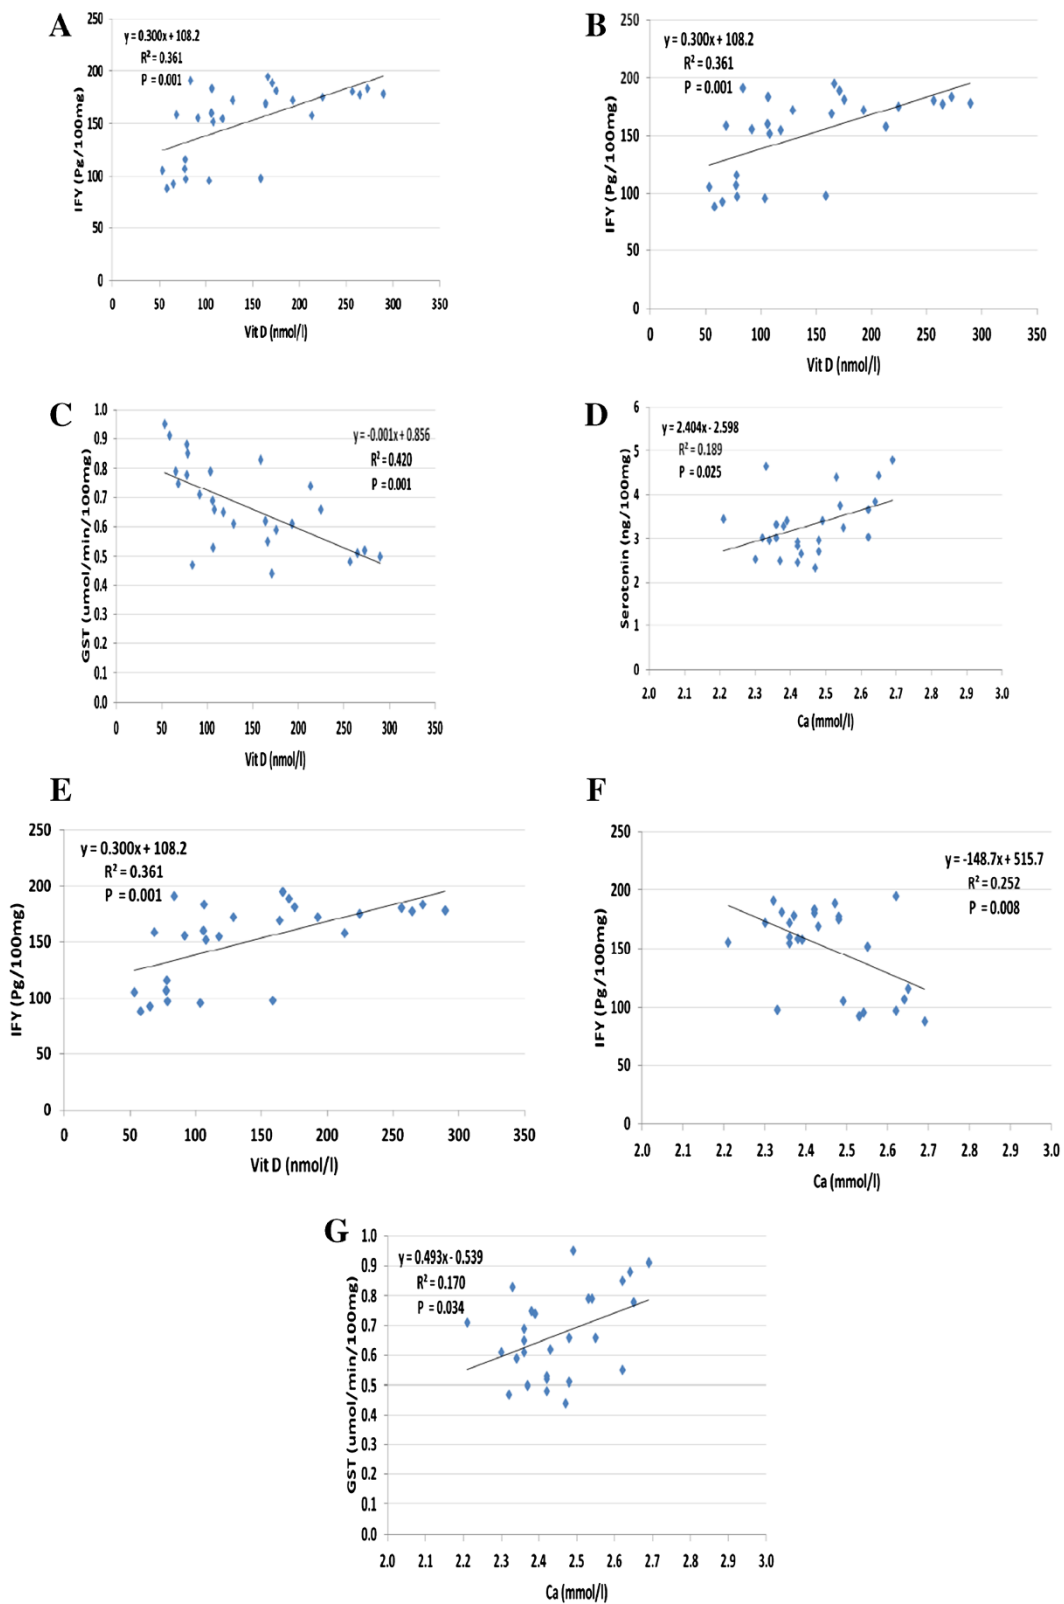 A
y = 0.300x + 108.2
R² = 0.361
P = 0.001
IFY (Pg/100mg)
250
200
150
100
50
0
0 50 100 150 200 250 300 350
Vit D (nmol/l)
B
y = 0.300x + 108.2
R² = 0.361
P = 0.001
IFY (Pg/100mg)
250
200
150
100
50
0
0 50 100 150 200 250 300 350
Vit D (nmol/l)
C
y = -0.001x + 0.856
R² = 0.420
P = 0.001
GST (umol/min/100mg)
1.0
0.9
0.8
0.7
0.6
0.5
0.4
0.3
0.2
0.1
0.0
0 50 100 150 200 250 300 350
Vit D (nmol/l)
D
y = 2.404x - 2.598
R² = 0.189
P = 0.025
Serotonin (ng/100mg)
6
5
4
3
2
1
0
2.0 2.1 2.2 2.3 2.4 2.5 2.6 2.7 2.8 2.9 3.0
Ca (mmol/l)
E
y = 0.300x + 108.2
R² = 0.361
P = 0.001
IFY (Pg/100mg)
250
200
150
100
50
0
0 50 100 150 200 250 300 350
Vit D (nmol/l)
F
y = -148.7x + 515.7
R² = 0.252
P = 0.008
IFY (Pg/100mg)
250
200
150
100
50
0
2.0 2.1 2.2 2.3 2.4 2.5 2.6 2.7 2.8 2.9 3.0
Ca (mmol/l)
G
y = 0.493x - 0.539
R² = 0.170
P = 0.034
GST (umol/min/100mg)
1.0
0.9
0.8
0.7
0.6
0.5
0.4
0.3
0.2
0.1
0.0
2.0 2.1 2.2 2.3 2.4 2.5 2.6 2.7 2.8 2.9 3.0
Ca (mmol/l)